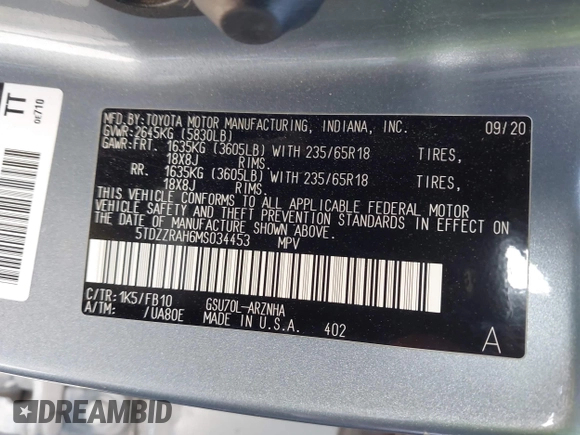 MFD.BY:TOYOTA MOTOR MANUFACTURING, INDIANA, INC. 09/20
GVWR:2645KG (5830LB)
GAWR:FRT. 1635KG (3605LB) WITH 235/65R18 TIRES,
18X8J RIMS,
RR. 1635KG (3605LB) WITH 235/65R18 TIRES,
18X8J RIMS,
THIS VEHICLE CONFORMS TO ALL APPLICABLE FEDERAL MOTOR
VEHICLE SAFETY AND THEFT PREVENTION STANDARDS IN EFFECT ON
THE DATE OF MANUFACTURE SHOWN ABOVE.
5TDZZRAH6MS034453 MPV
C/TR:1K5/FB10 GSU70L-ARZNHA
A/TM: /UA80E MADE IN U.S.A. 402
A
TT
0E710
DREAMBID